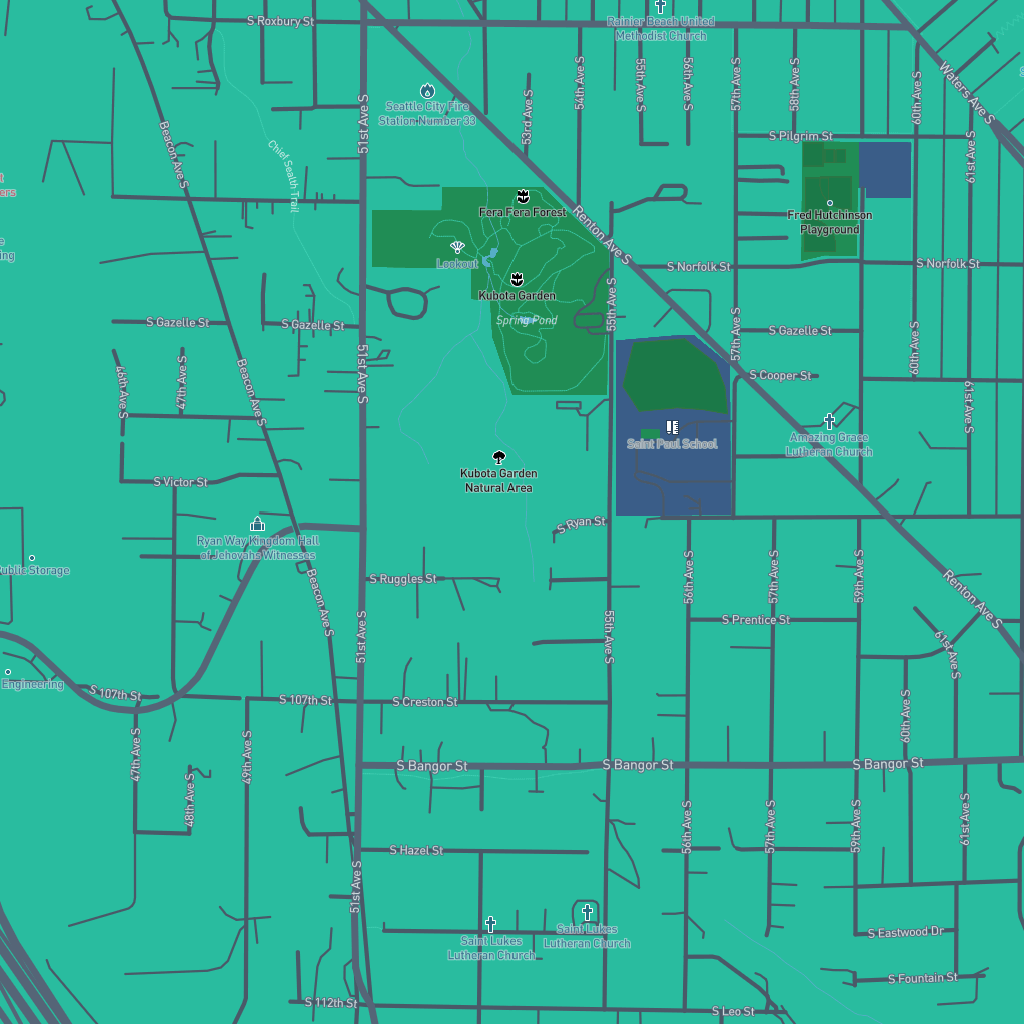 S Roxbury St
Rainier Beach United
Methodist Church
Waters Ave S
Seattle City Fire
Station Number 33
51st Ave S
53rd Ave S
54th Ave S
55th Ave S
56th Ave S
57th Ave S
58th Ave S
60th Ave S
61st Ave S
S Pilgrim St
Beacon Ave S
Chief Sealth Trail
Fera Fera Forest
Fred Hutchinson
Playground
Renton Ave S
Lookout
S Norfolk St
S Norfolk St
Kubota Garden
55th Ave S
Spring Pond
S Gazelle St
S Gazelle St
S Gazelle St
57th Ave S
60th Ave S
46th Ave S
47th Ave S
Beacon Ave S
51st Ave S
S Cooper St
61st Ave S
Saint Paul School
Amazing Grace
Lutheran Church
Kubota Garden
Natural Area
S Victor St
S Ryan St
Ryan Way Kingdom Hall
of Jehovahs Witnesses
Public Storage
S Ruggles St
Beacon Ave S
51st Ave S
55th Ave S
56th Ave S
57th Ave S
59th Ave S
Renton Ave S
S Prentice St
61st Ave S
Engineering
S 107th St
S 107th St
S Creston St
60th Ave S
47th Ave S
49th Ave S
48th Ave S
S Bangor St
S Bangor St
S Bangor St
56th Ave S
57th Ave S
59th Ave S
61st Ave S
S Hazel St
51st Ave S
Saint Lukes
Lutheran Church
Saint Lukes
Lutheran Church
S Eastwood Dr
S Fountain St
S 112th St
S Leo St